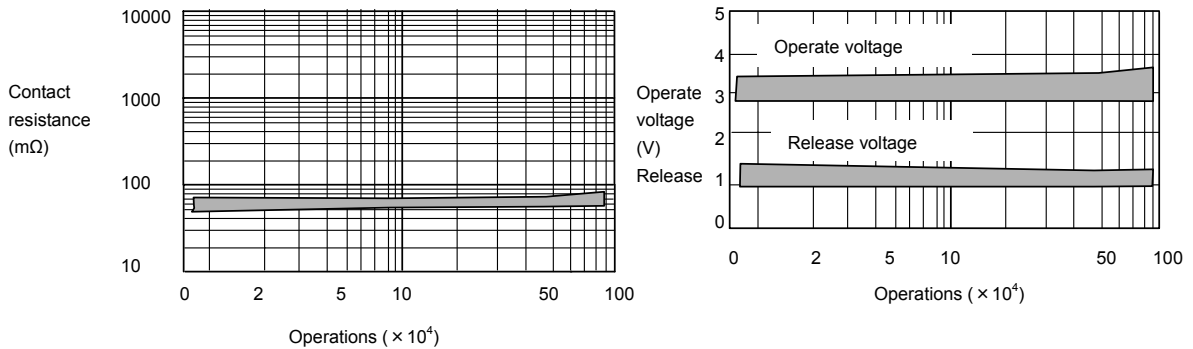 10000
1000
100
10
Contact
resistance
(mΩ)
0 2 5 10 50 100
Operations ( × 10⁴)
5
4
3
2
1
0
Operate
voltage
(V)
Release
Operate voltage
Release voltage
0 2 5 10 50 100
Operations ( × 10⁴)